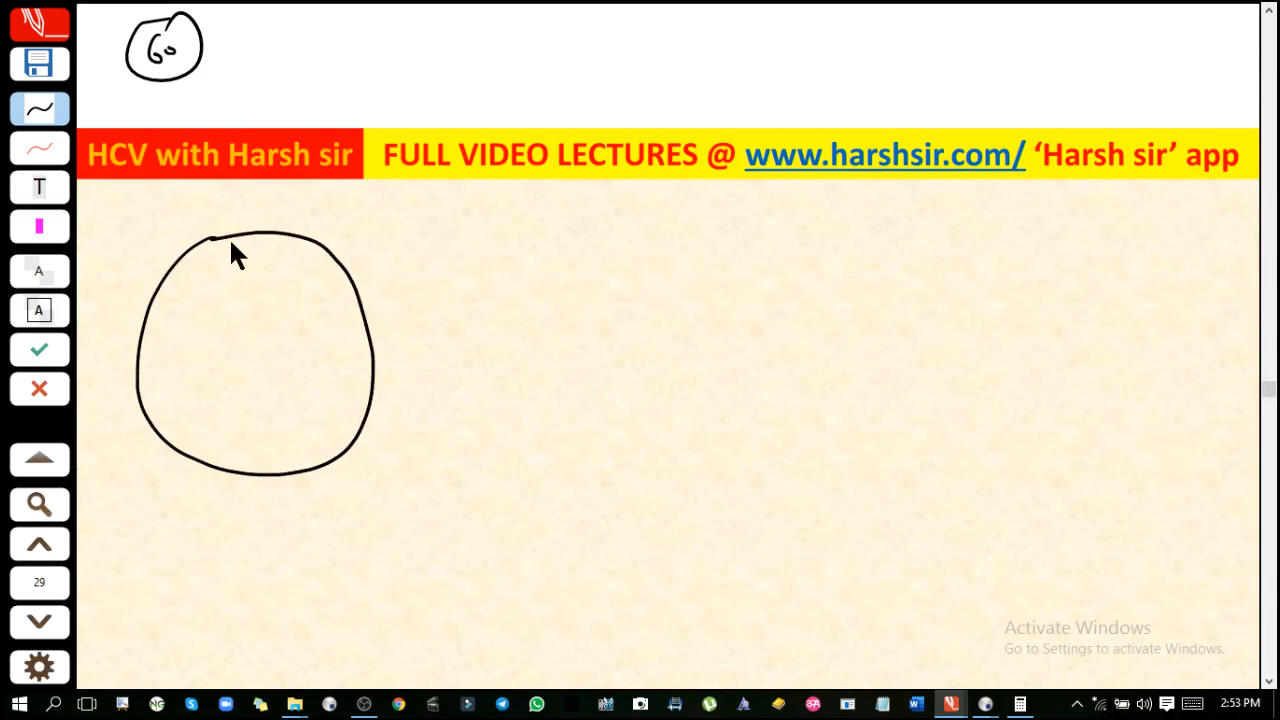 60
HCV with Harsh sir FULL VIDEO LECTURES @ www.harshsir.com/ ‘Harsh sir’ app
T
A
A
29
Activate Windows
Go to Settings to activate Windows.
2:53 PM